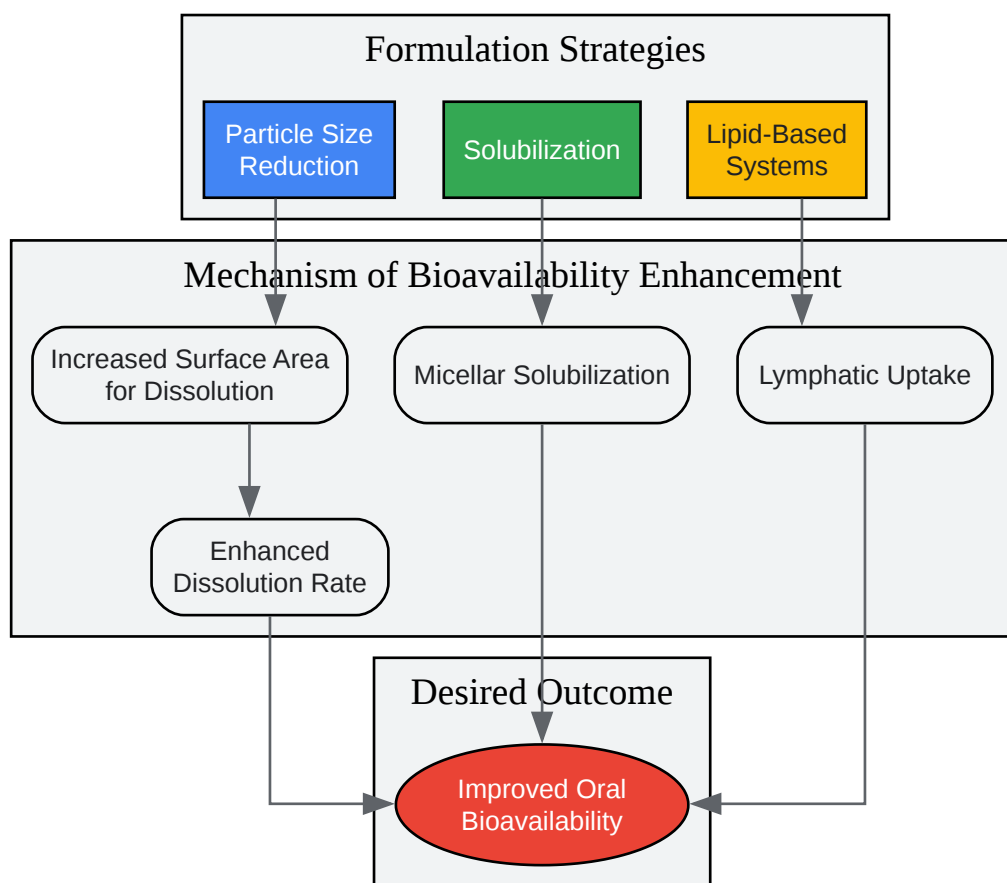 Formulation Strategies
Particle Size
Reduction
Solubilization
Lipid-Based
Systems
Mechanism of Bioavailability Enhancement
Increased Surface Area
for Dissolution
Micellar Solubilization
Lymphatic Uptake
Enhanced
Dissolution Rate
Desired Outcome
Improved Oral
Bioavailability